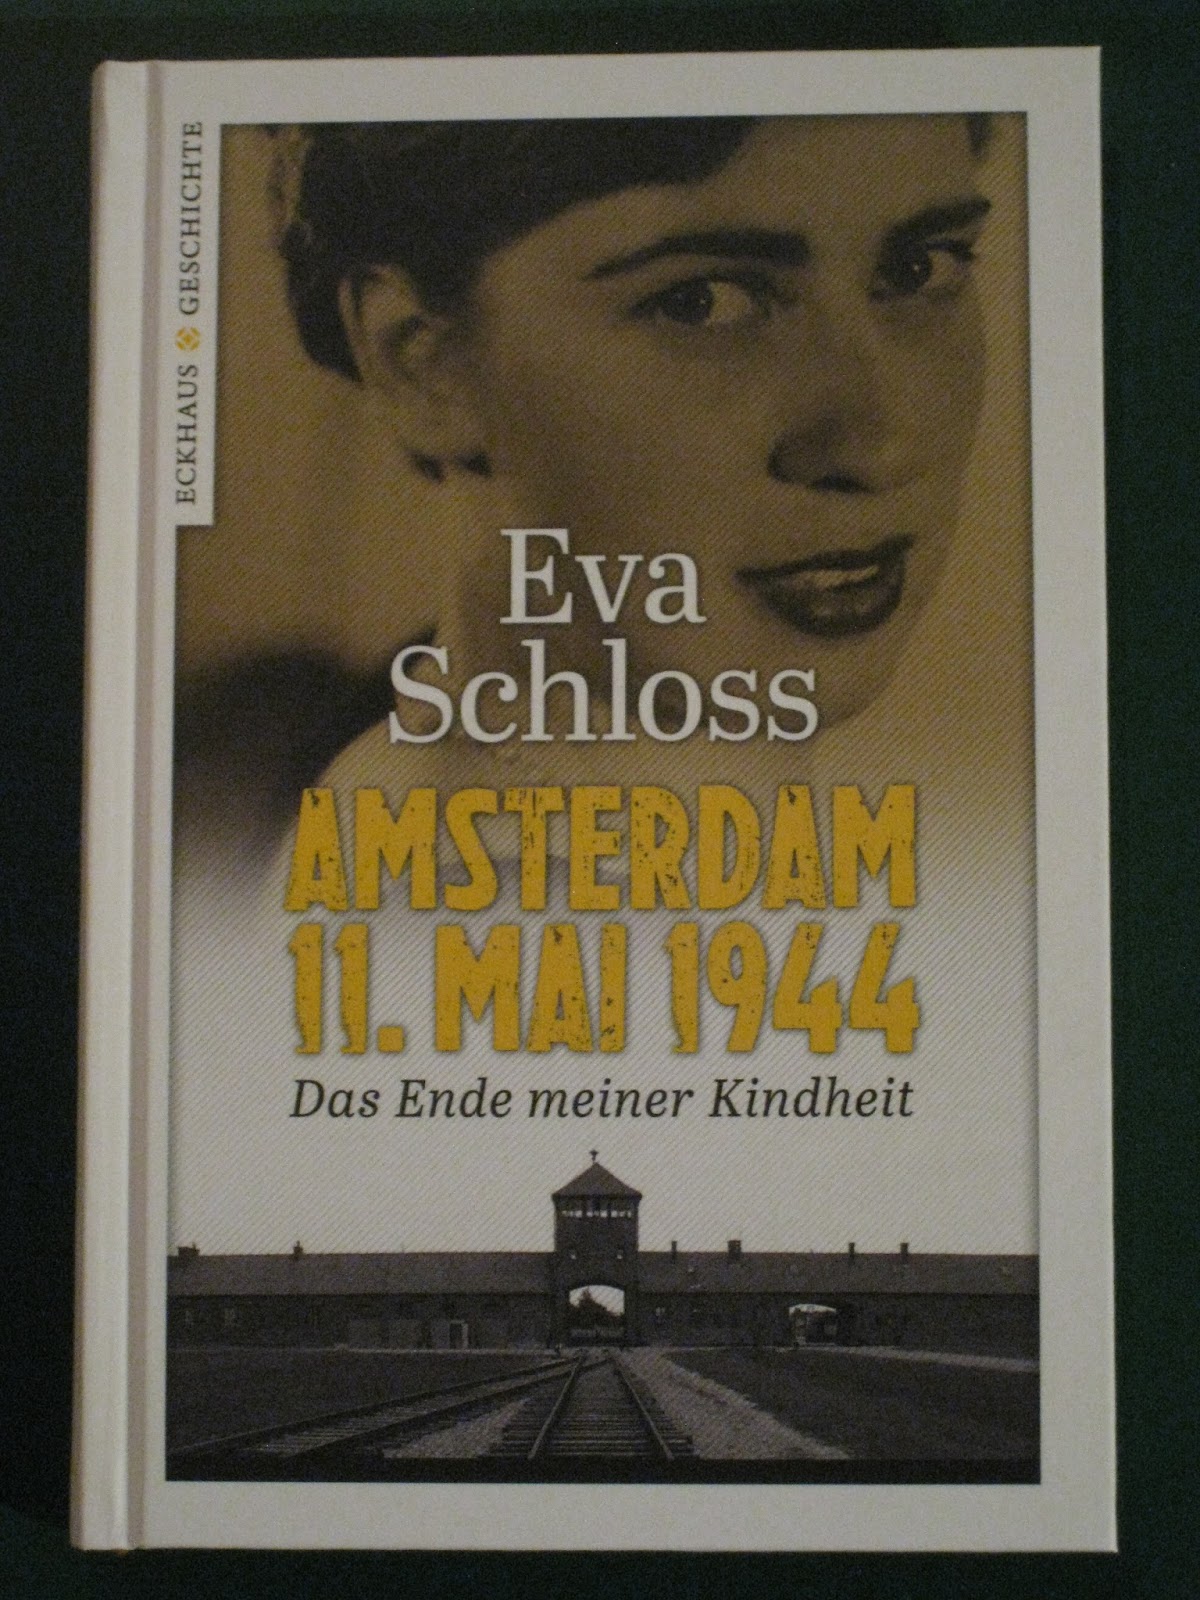 ECKHAUS GESCHICHTE
Eva
Schloss
AMSTERDAM
11. MAI 1944
Das Ende meiner Kindheit